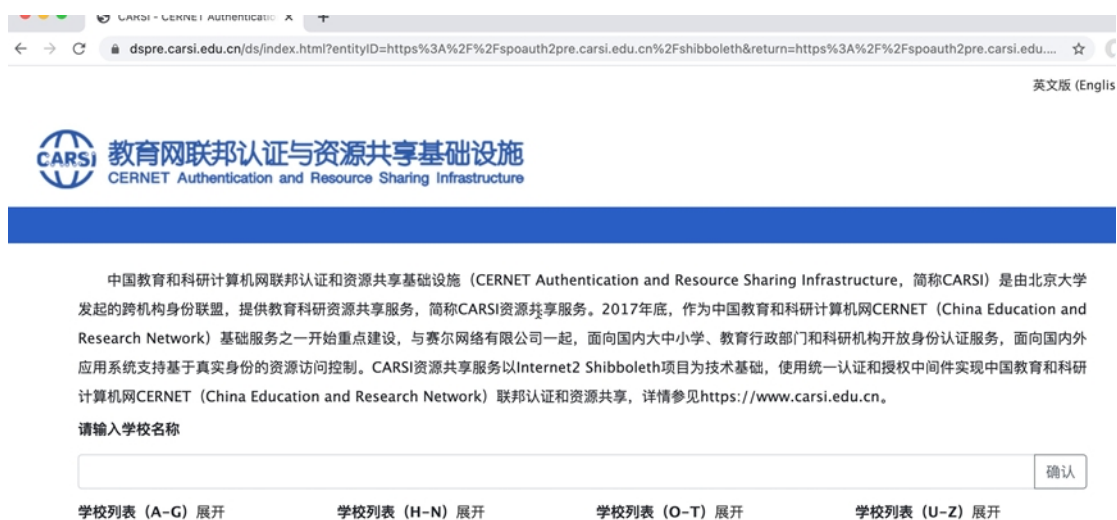 CARSI - CERNET Authenticatio
dspre.carsi.edu.cn/ds/index.html?entityID=https%3A%2F%2Fspoauth2pre.carsi.edu.cn%2Fshibboleth&return=https%3A%2F%2Fspoauth2pre.carsi.edu....
英文版 (Englis
CARSI 教育网联邦认证与资源共享基础设施
CERNET Authentication and Resource Sharing Infrastructure
中国教育和科研计算机网联邦认证和资源共享基础设施（CERNET Authentication and Resource Sharing Infrastructure，简称CARSI）是由北京大学
发起的跨机构身份联盟，提供教育科研资源共享服务，简称CARSI资源共享服务。2017年底，作为中国教育和科研计算机网CERNET（China Education and
Research Network）基础服务之一开始重点建设，与赛尔网络有限公司一起，面向国内大中小学、教育行政部门和科研机构开放身份认证服务，面向国内外
应用系统支持基于真实身份的资源访问控制。CARSI资源共享服务以Internet2 Shibboleth项目为技术基础，使用统一认证和授权中间件实现中国教育和科研
计算机网CERNET（China Education and Research Network）联邦认证和资源共享，详情参见https://www.carsi.edu.cn。
请输入学校名称
确认
学校列表（A-G）展开 学校列表（H-N）展开 学校列表（O-T）展开 学校列表（U-Z）展开